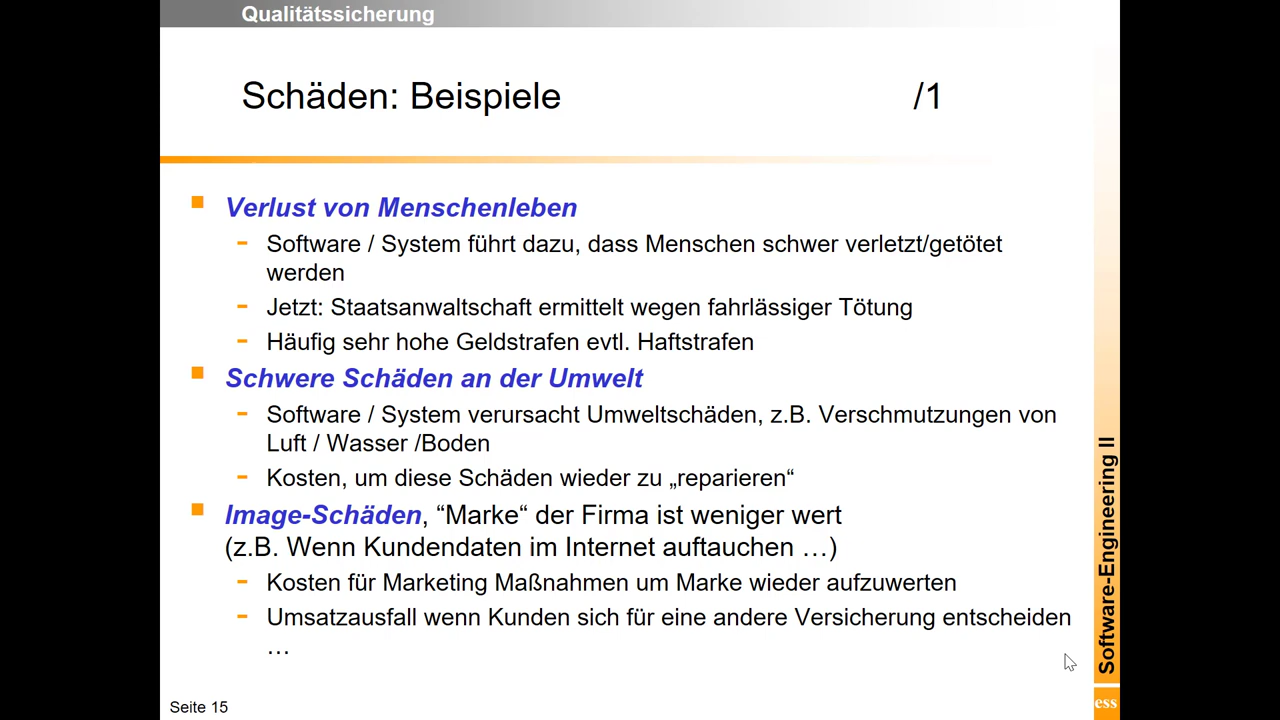 Qualitätssicherung
Schäden: Beispiele /1
Verlust von Menschenleben
- Software / System führt dazu, dass Menschen schwer verletzt/getötet
werden
- Jetzt: Staatsanwaltschaft ermittelt wegen fahrlässiger Tötung
- Häufig sehr hohe Geldstrafen evtl. Haftstrafen
Schwere Schäden an der Umwelt
- Software / System verursacht Umweltschäden, z.B. Verschmutzungen von
Luft / Wasser /Boden
- Kosten, um diese Schäden wieder zu „reparieren“
Image-Schäden, “Marke“ der Firma ist weniger wert
(z.B. Wenn Kundendaten im Internet auftauchen …)
- Kosten für Marketing Maßnahmen um Marke wieder aufzuwerten
- Umsatzausfall wenn Kunden sich für eine andere Versicherung entscheiden
…
Seite 15
Software-Engineering II
ess